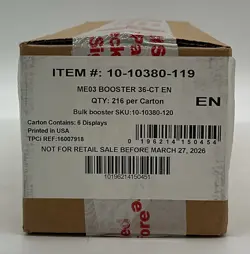 ITEM #: 10-10380-119
ME03 BOOSTER 36-CT EN
QTY: 216 per Carton
EN
Bulk booster SKU:10-10380-120
Carton Contains: 6 Displays
Printed in USA
TPCi REF:16007918
0 196214 150454
NOT FOR RETAIL SALE BEFORE MARCH 27, 2026
10196214150451